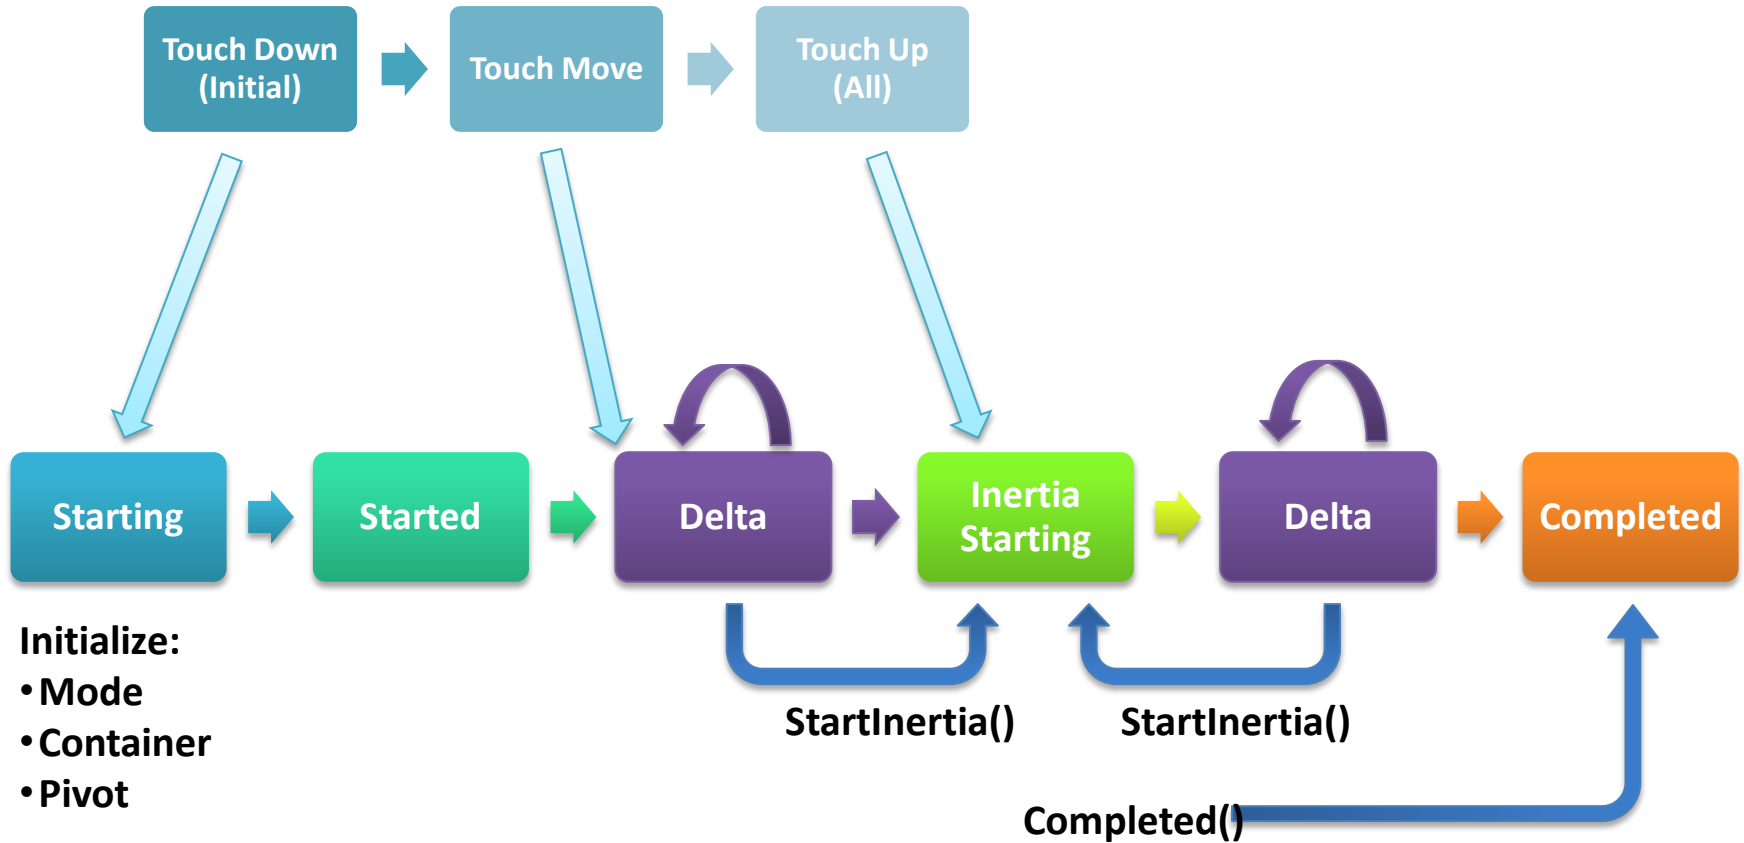 Touch Down
(Initial)
Touch Move
Touch Up
(All)
Starting
Started
Delta
Inertia
Starting
Delta
Completed
Initialize:
•Mode
•Container
•Pivot
StartInertia()
StartInertia()
Completed()